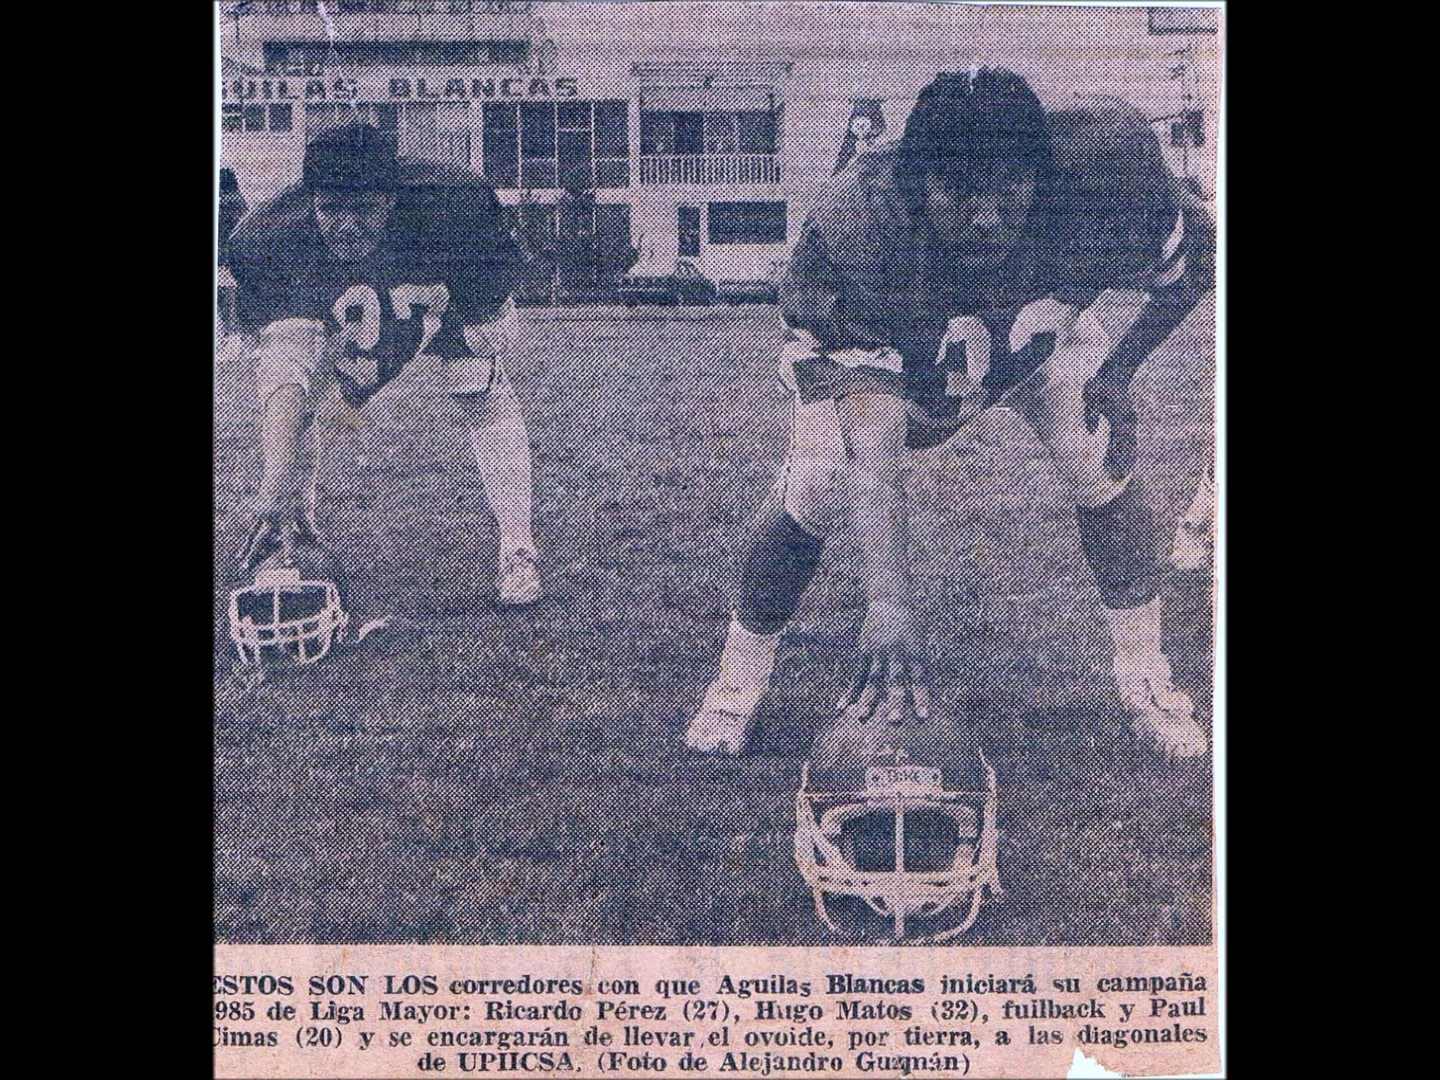 UILAS BLANCAS
27
32
ESTOS SON LOS corredores con que Aguilas Blancas iniciará su campaña
985 de Liga Mayor: Ricardo Pérez (27), Hugo Matos (32), fuilback y Paul
Cimas (20) y se encargarán de llevar el ovoide, por tierra, a las diagonales
de UPIICSA. (Foto de Alejandro Guzmán)